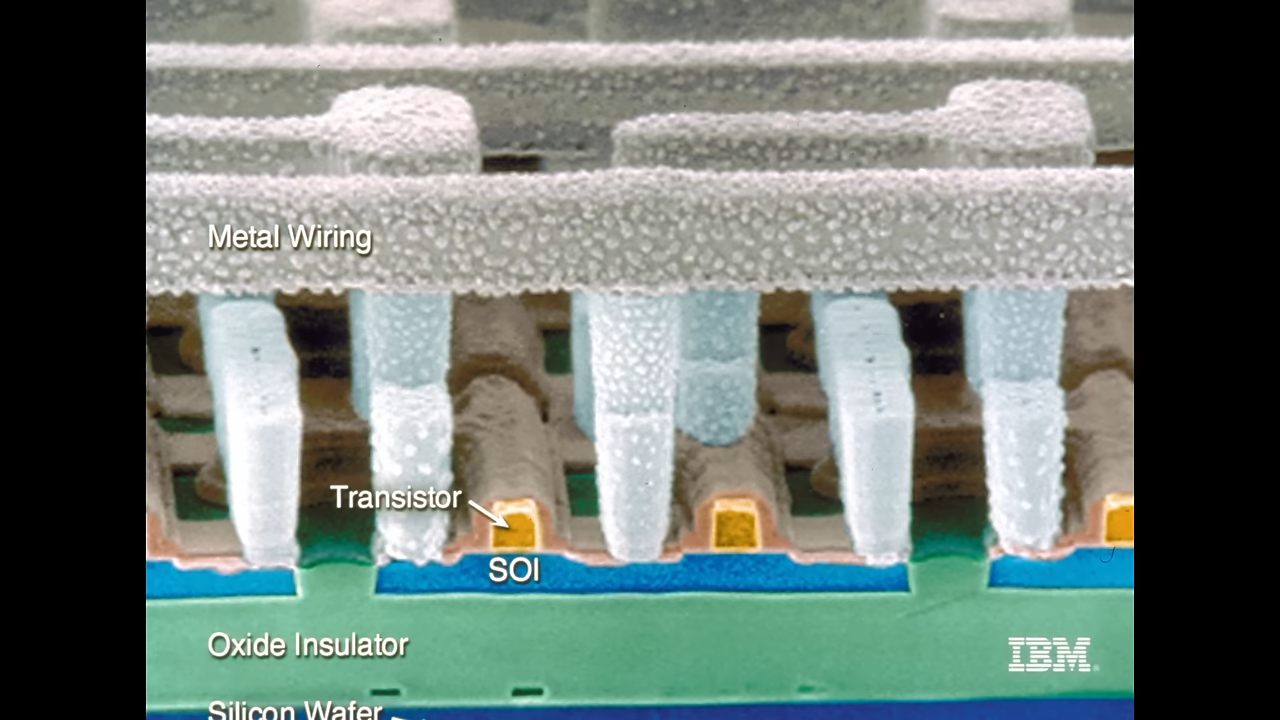 Metal Wiring
Transistor
SOI
Oxide Insulator
IBM
Silicon Wafer